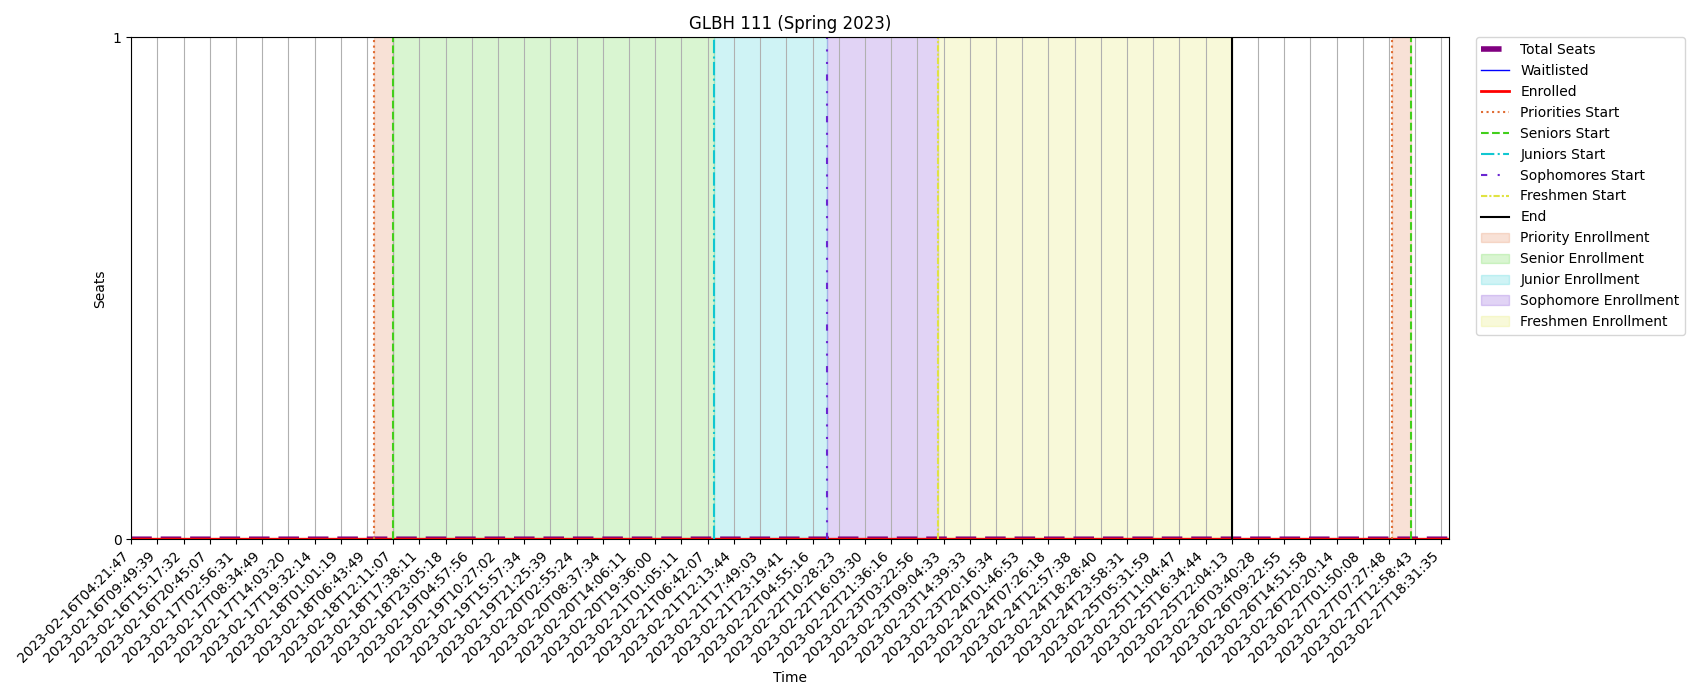 GLBH 111 (Spring 2023)
1
0
Seats
2023-02-16T04:21:47
2023-02-16T09:49:39
2023-02-16T15:17:32
2023-02-16T20:45:07
2023-02-17T02:56:31
2023-02-17T08:34:49
2023-02-17T14:03:20
2023-02-17T19:32:14
2023-02-18T01:01:19
2023-02-18T06:43:49
2023-02-18T12:11:07
2023-02-18T17:38:11
2023-02-18T23:05:18
2023-02-19T04:57:56
2023-02-19T10:27:02
2023-02-19T15:57:34
2023-02-19T21:25:39
2023-02-20T02:55:24
2023-02-20T08:37:34
2023-02-20T14:06:11
2023-02-20T19:36:00
2023-02-21T01:05:11
2023-02-21T06:42:07
2023-02-21T12:13:44
2023-02-21T17:49:03
2023-02-21T23:19:41
2023-02-22T04:55:16
2023-02-22T10:28:23
2023-02-22T16:03:30
2023-02-22T21:36:16
2023-02-23T03:22:56
2023-02-23T09:04:33
2023-02-23T14:39:33
2023-02-23T20:16:34
2023-02-24T01:46:53
2023-02-24T07:26:18
2023-02-24T12:57:38
2023-02-24T18:28:40
2023-02-24T23:58:31
2023-02-25T05:31:59
2023-02-25T11:04:47
2023-02-25T16:34:44
2023-02-25T22:04:13
2023-02-26T03:40:28
2023-02-26T09:22:55
2023-02-26T14:51:58
2023-02-26T20:20:14
2023-02-27T01:50:08
2023-02-27T07:27:48
2023-02-27T12:58:43
2023-02-27T18:31:35
Time
Total Seats
Waitlisted
Enrolled
Priorities Start
Seniors Start
Juniors Start
Sophomores Start
Freshmen Start
End
Priority Enrollment
Senior Enrollment
Junior Enrollment
Sophomore Enrollment
Freshmen Enrollment